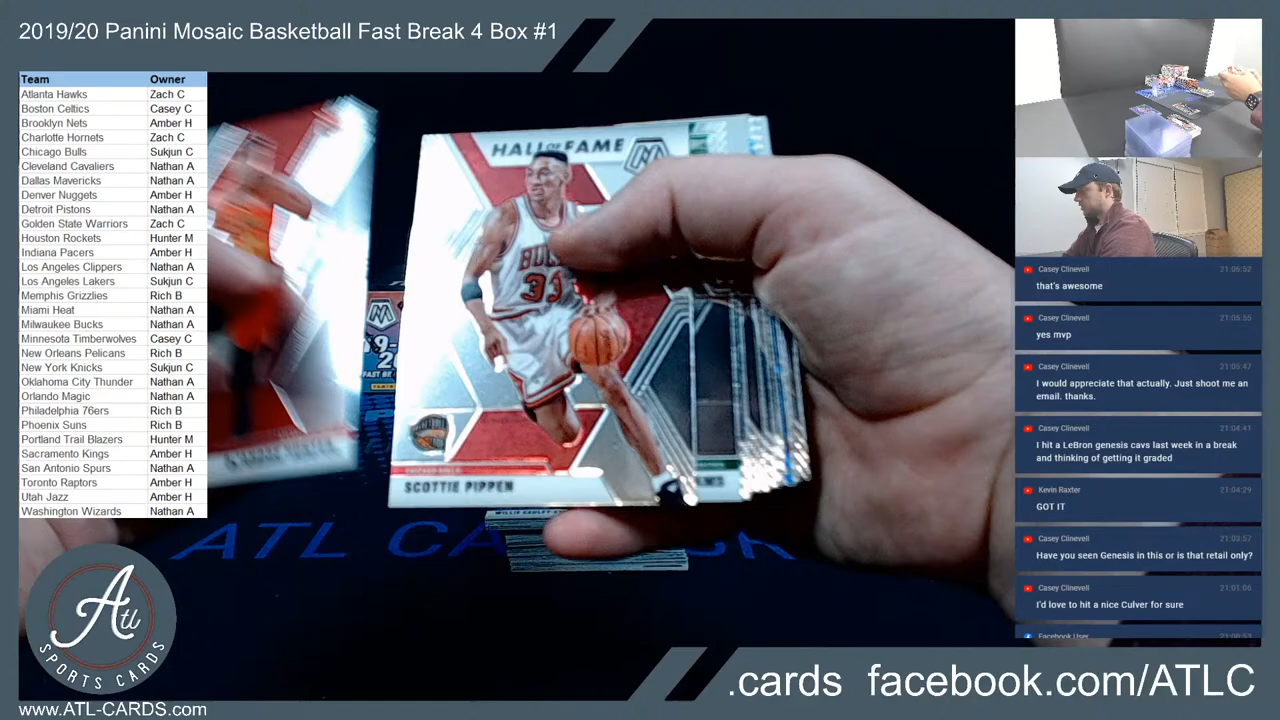 2019/20 Panini Mosaic Basketball Fast Break 4 Box #1
Team Owner
Atlanta Hawks Zach C
Boston Celtics Casey C
Brooklyn Nets Amber H
Charlotte Hornets Zach C
Chicago Bulls Sukjun C
Cleveland Cavaliers Nathan A
Dallas Mavericks Nathan A
Denver Nuggets Amber H
Detroit Pistons Nathan A
Golden State Warriors Zach C
Houston Rockets Hunter M
Indiana Pacers Amber H
Los Angeles Clippers Nathan A
Los Angeles Lakers Sukjun C
Memphis Grizzlies Rich B
Miami Heat Nathan A
Milwaukee Bucks Nathan A
Minnesota Timberwolves Casey C
New Orleans Pelicans Rich B
New York Knicks Sukjun C
Oklahoma City Thunder Nathan A
Orlando Magic Nathan A
Philadelphia 76ers Rich B
Phoenix Suns Rich B
Portland Trail Blazers Hunter M
Sacramento Kings Amber H
San Antonio Spurs Nathan A
Toronto Raptors Amber H
Utah Jazz Amber H
Washington Wizards Nathan A
HALL OF FAME
BULLS
33
CHICAGO BULLS
SCOTTIE PIPPEN
ATL CA
Atl
SPORTS CARDS
www.ATL-CARDS.com
Casey Clinevell 21:06:52
that's awesome
Casey Clinevell 21:05:55
yes mvp
Casey Clinevell 21:05:47
I would appreciate that actually. Just shoot me an
email. thanks.
Casey Clinevell 21:04:41
I hit a LeBron genesis cavs last week in a break
and thinking of getting it graded
Kevin Raxter 21:04:29
GOT IT
Casey Clinevell 21:03:57
Have you seen Genesis in this or is that retail only?
Casey Clinevell 21:01:06
I'd love to hit a nice Culver for sure
Facebook User 21:00:53
.cards facebook.com/ATLC